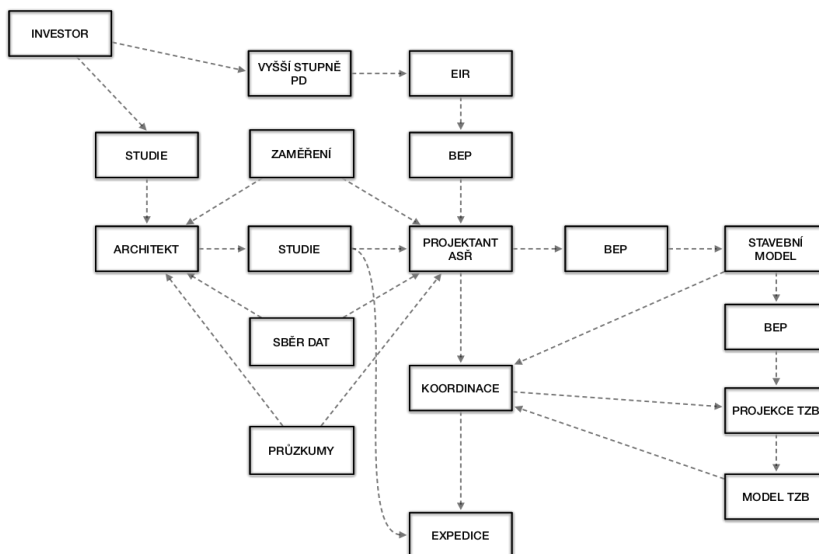 INVESTOR
VYŠŠÍ STUPNĚ
PD
EIR
STUDIE
ZAMĚŘENÍ
BEP
ARCHITEKT
STUDIE
PROJEKTANT
ASŘ
BEP
STAVEBNÍ
MODEL
SBĚR DAT
BEP
KOORDINACE
PROJEKCE TZB
PRŮZKUMY
MODEL TZB
EXPEDICE